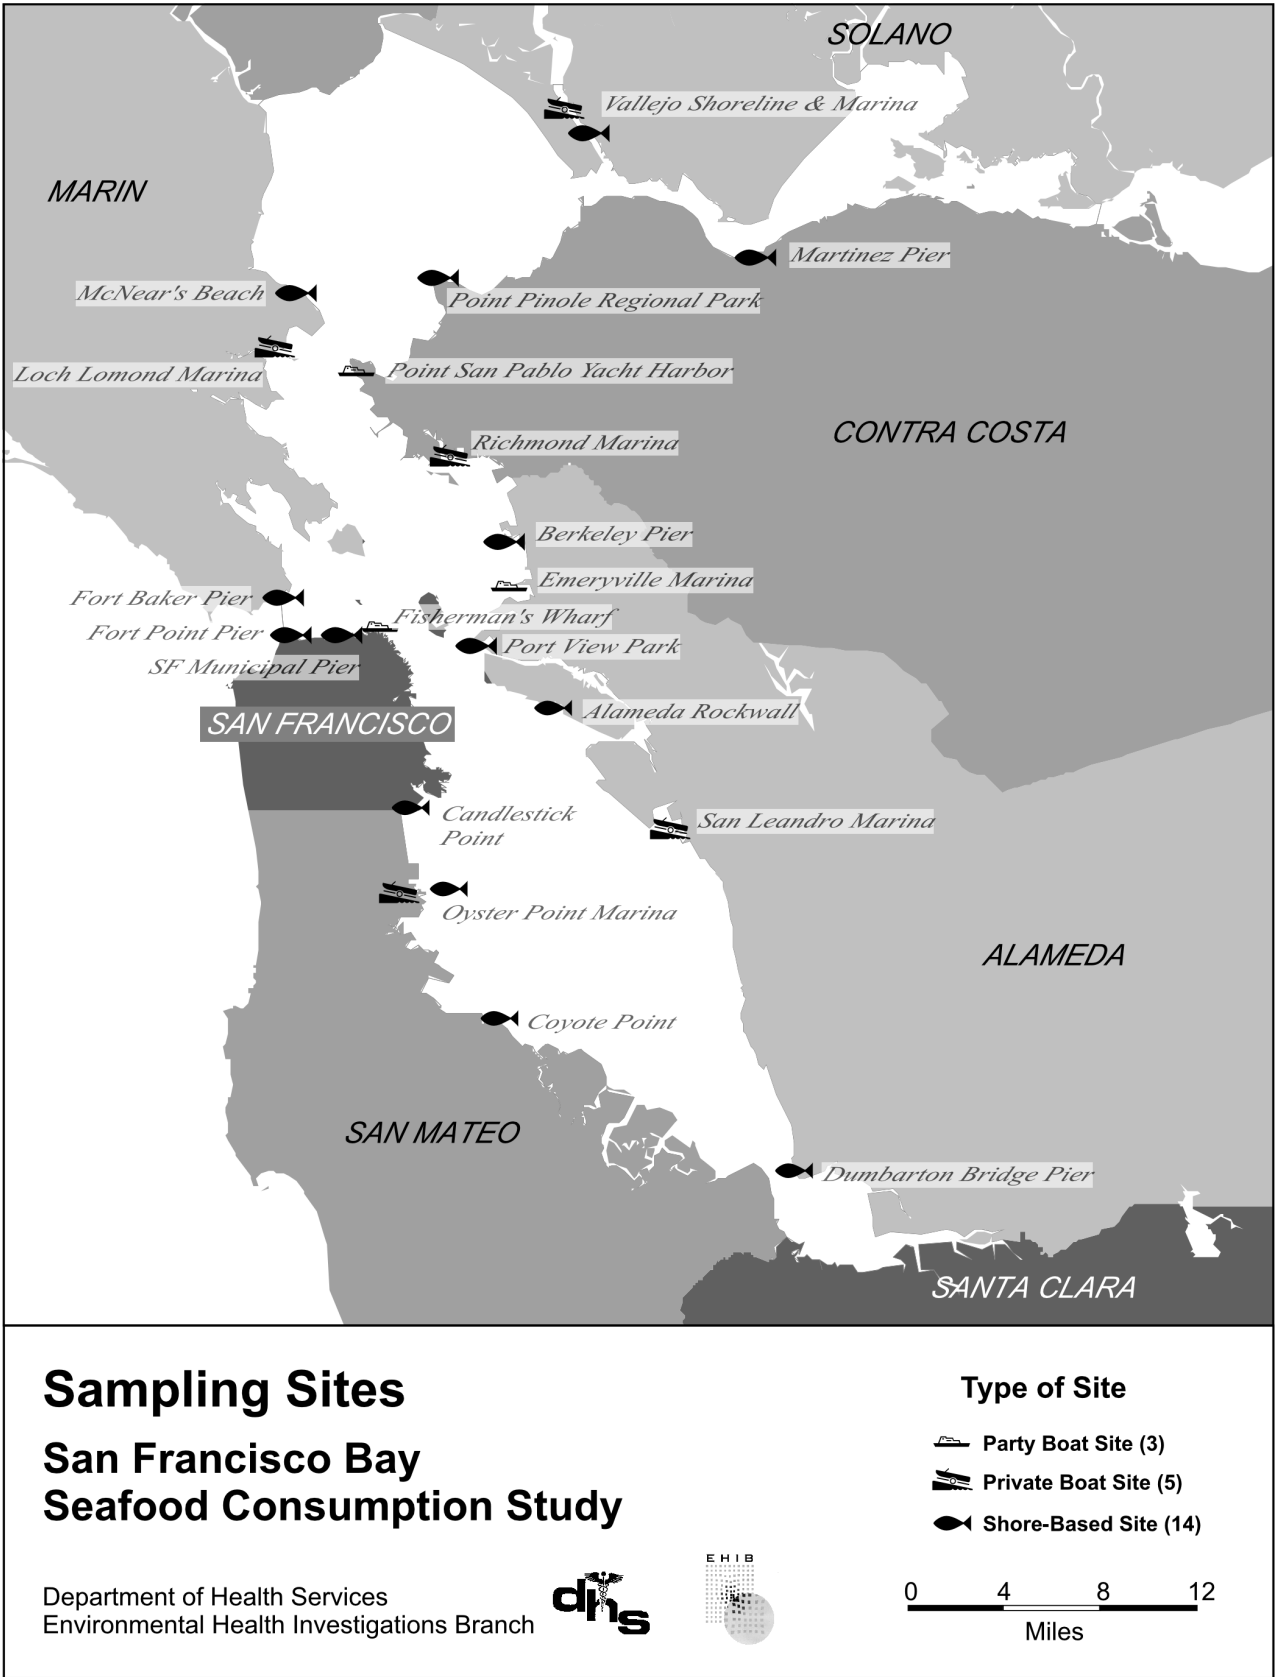 SOLANO
Vallejo Shoreline & Marina
MARIN
Martinez Pier
McNear's Beach
Point Pinole Regional Park
Loch Lomond Marina
Point San Pablo Yacht Harbor
CONTRA COSTA
Richmond Marina
Berkeley Pier
Emeryville Marina
Fort Baker Pier
Fisherman's Wharf
Fort Point Pier
Port View Park
SF Municipal Pier
Alameda Rockwall
SAN FRANCISCO
Candlestick
Point
San Leandro Marina
Oyster Point Marina
ALAMEDA
Coyote Point
SAN MATEO
Dumbarton Bridge Pier
SANTA CLARA
Sampling Sites
San Francisco Bay
Seafood Consumption Study
Department of Health Services
Environmental Health Investigations Branch
dhs
EHIB
Type of Site
Party Boat Site (3)
Private Boat Site (5)
Shore-Based Site (14)
0 4 8 12
Miles